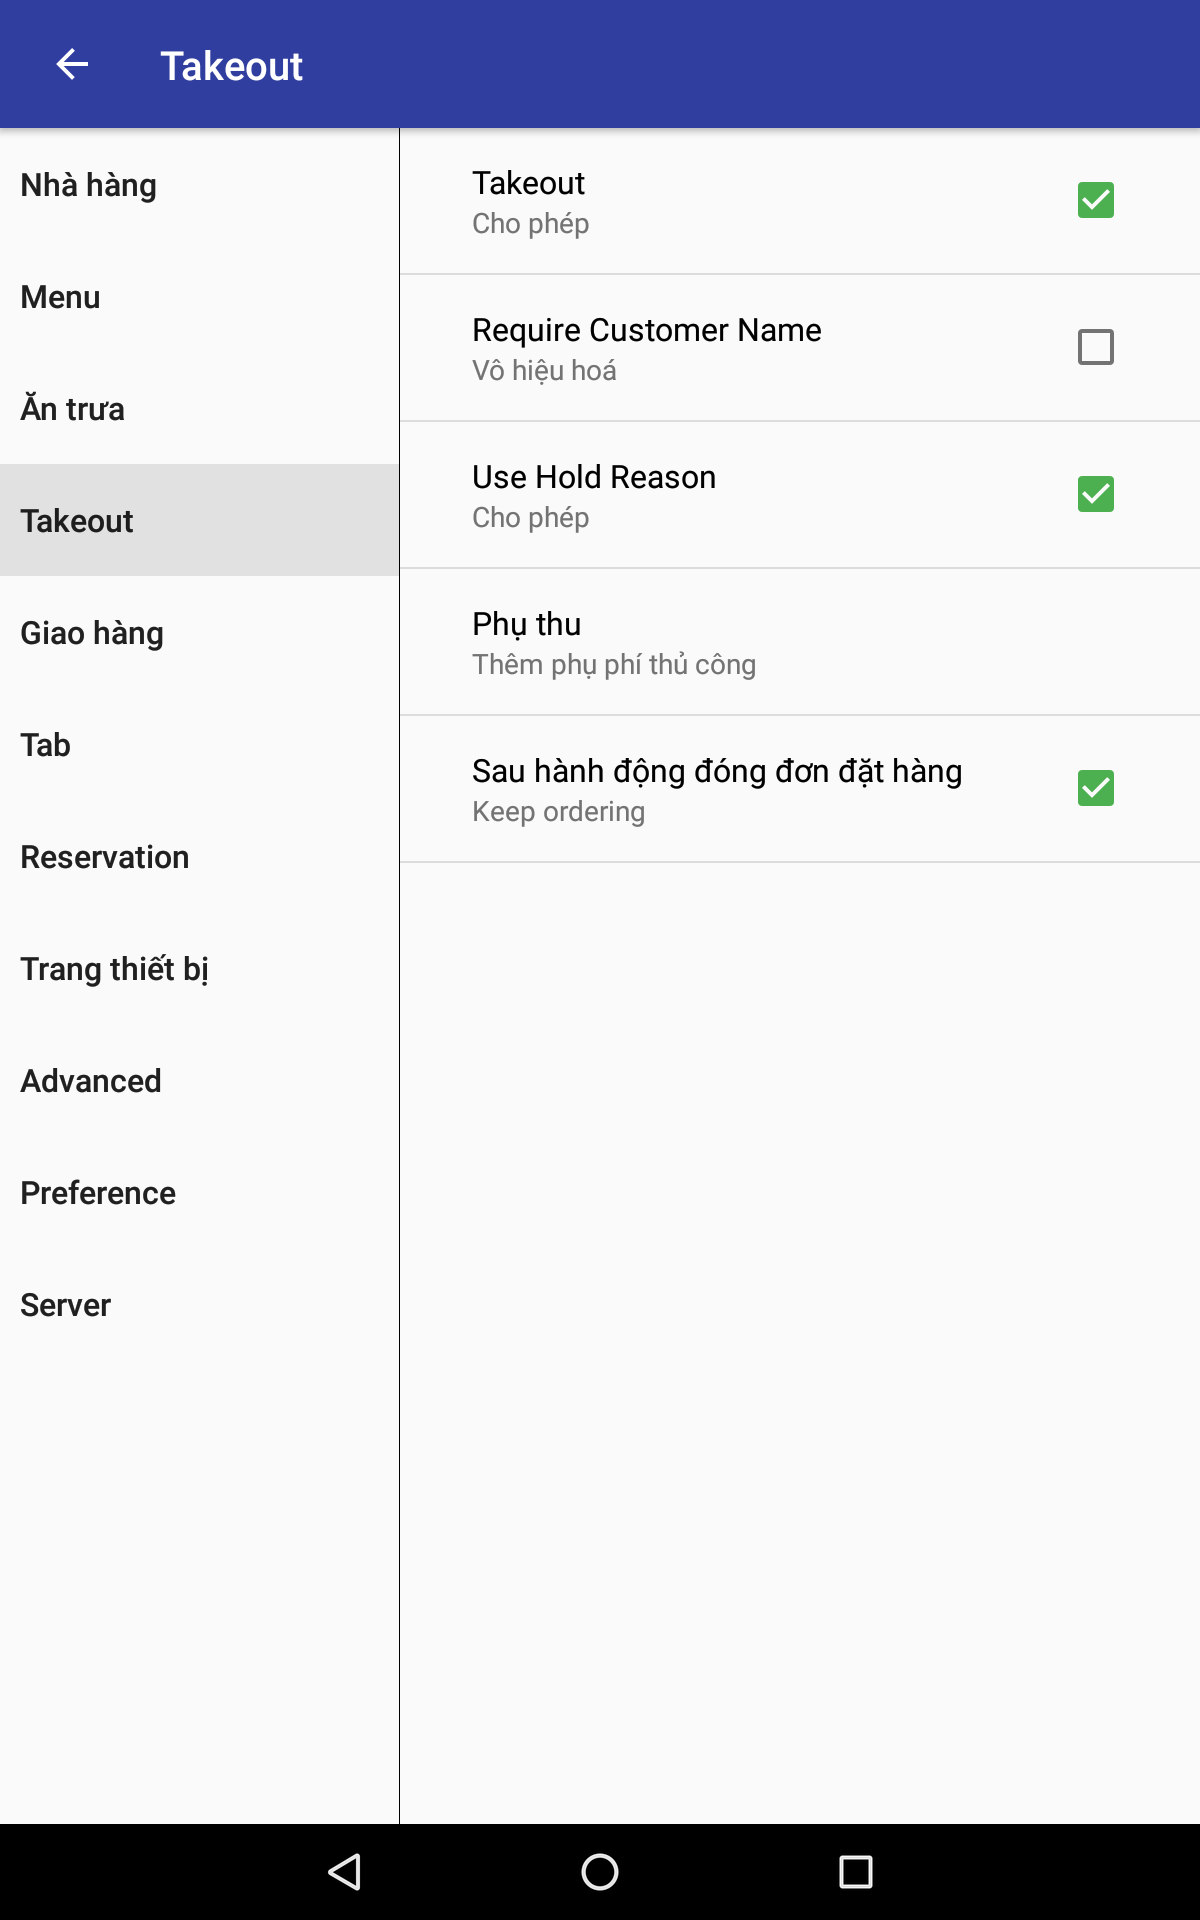 Takeout
Nhà hàng
Menu
Ăn trưa
Takeout
Giao hàng
Tab
Reservation
Trang thiết bị
Advanced
Preference
Server
Takeout
Cho phép
Require Customer Name
Vô hiệu hoá
Use Hold Reason
Cho phép
Phụ thu
Thêm phụ phí thủ công
Sau hành động đóng đơn đặt hàng
Keep ordering